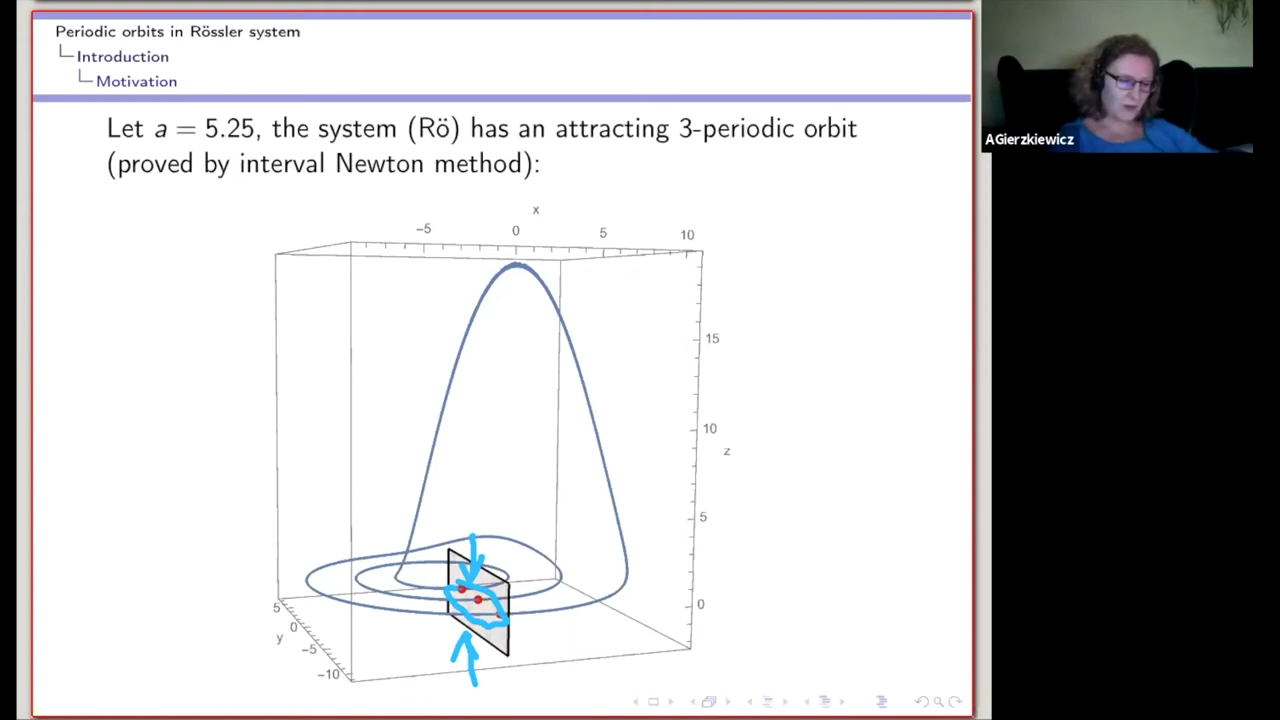 Periodic orbits in Rössler system
Introduction
Motivation
Let a = 5.25, the system (Rö) has an attracting 3-periodic orbit
(proved by interval Newton method):
x
−5 0 5 10
15
10
z
5
0
5
0
y
−5
−10
AGierzkiewicz